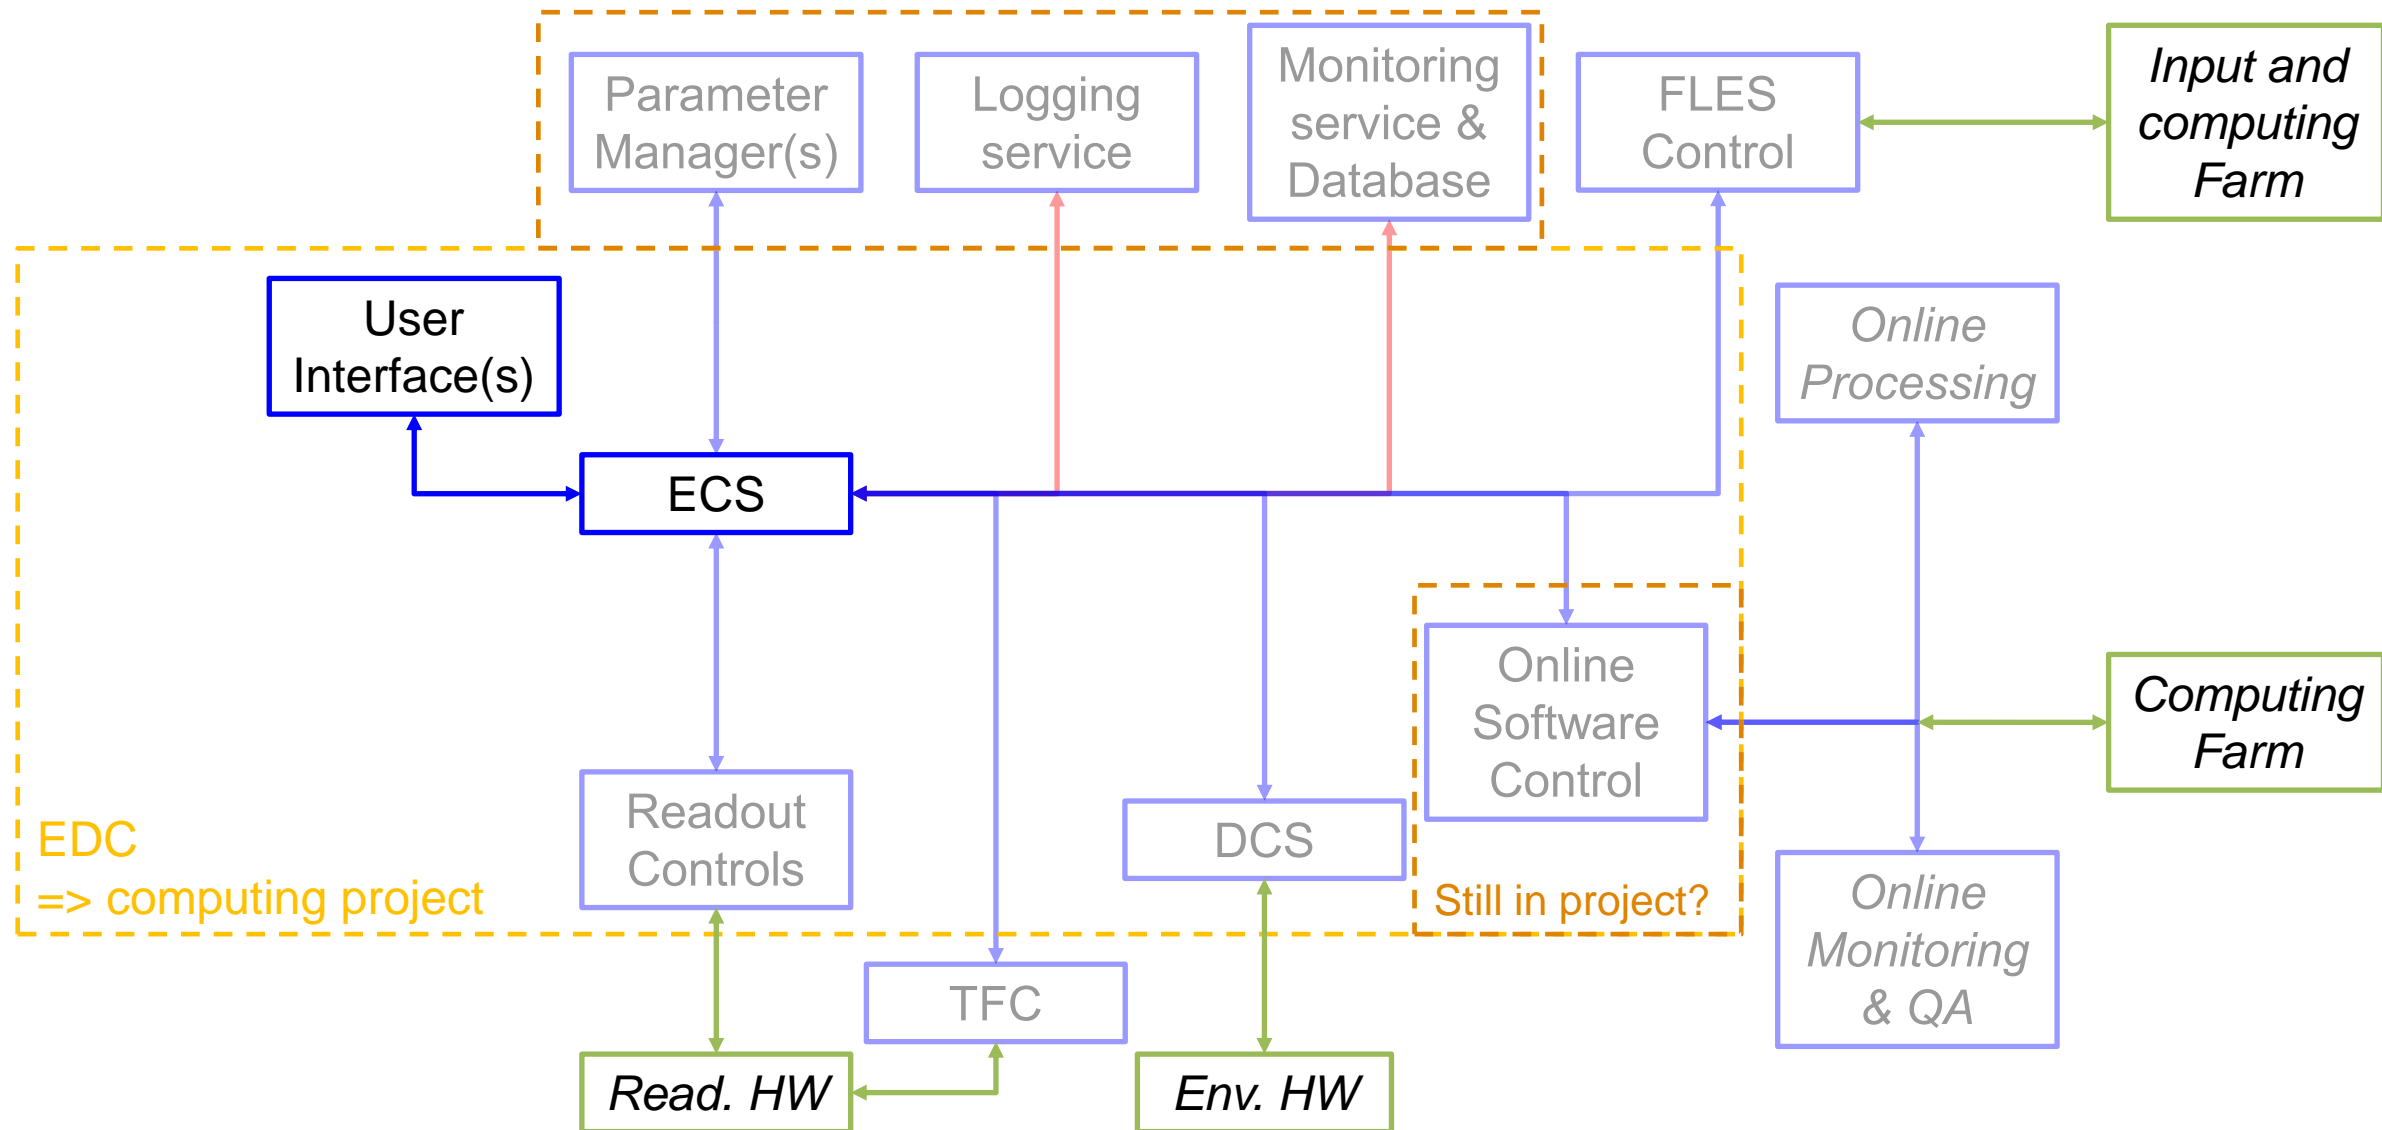 Parameter
Manager(s)
Logging
service
Monitoring
service &
Database
FLES
Control
Input and
computing
Farm
User
Interface(s)
Online
Processing
ECS
Online
Software
Control
Computing
Farm
Readout
Controls
DCS
EDC
=> computing project
Still in project?
Online
Monitoring
& QA
TFC
Read. HW
Env. HW